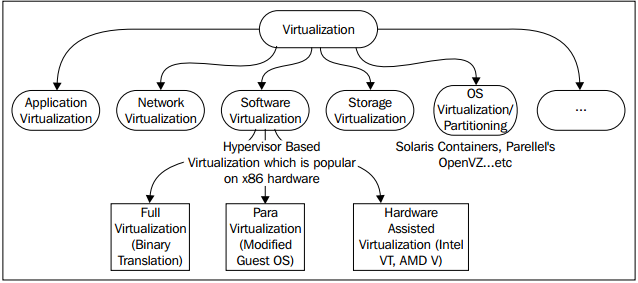 Virtualization
Application
Virtualization
Network
Virtualization
Software
Virtualization
Storage
Virtualization
OS
Virtualization/
Partitioning
...
Hypervisor Based
Virtualization which is popular
on x86 hardware
Solaris Containers, Parellel's
OpenVZ...etc
Full
Virtualization
(Binary
Translation)
Para
Virtualization
(Modified
Guest OS)
Hardware
Assisted
Virtualization (Intel
VT, AMD V)